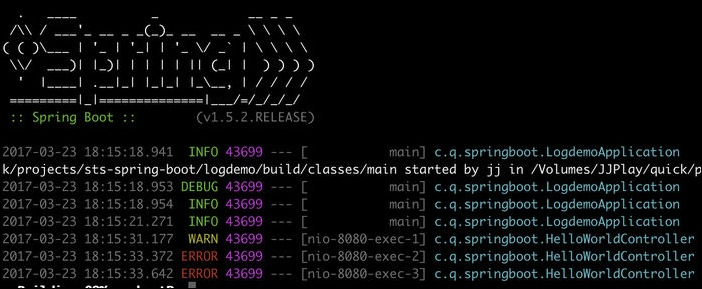 .   ____          _            __ _ _
 /\\ / ___'_ __ _ _(_)_ __  __ _ \ \ \ \
( ( )\___ | '_ | '_| | '_ \/ _` | \ \ \ \
 \\/  ___)| |_)| | | | | || (_| |  ) ) ) )
  '  |____| .__|_| |_|_| |_\__, | / / / /
 =========|_|==============|___/=/_/_/_/
 :: Spring Boot ::        (v1.5.2.RELEASE)
2017-03-23 18:15:18.941  INFO 43699 --- [           main] c.q.springboot.LogdemoApplication
k/projects/sts-spring-boot/logdemo/build/classes/main started by jj in /Volumes/JJPlay/quick/p
2017-03-23 18:15:18.953 DEBUG 43699 --- [           main] c.q.springboot.LogdemoApplication
2017-03-23 18:15:18.954  INFO 43699 --- [           main] c.q.springboot.LogdemoApplication
2017-03-23 18:15:21.271  INFO 43699 --- [           main] c.q.springboot.LogdemoApplication
2017-03-23 18:15:31.177  WARN 43699 --- [nio-8080-exec-1] c.q.springboot.HelloWorldController
2017-03-23 18:15:33.372 ERROR 43699 --- [nio-8080-exec-2] c.q.springboot.HelloWorldController
2017-03-23 18:15:33.642 ERROR 43699 --- [nio-8080-exec-3] c.q.springboot.HelloWorldController